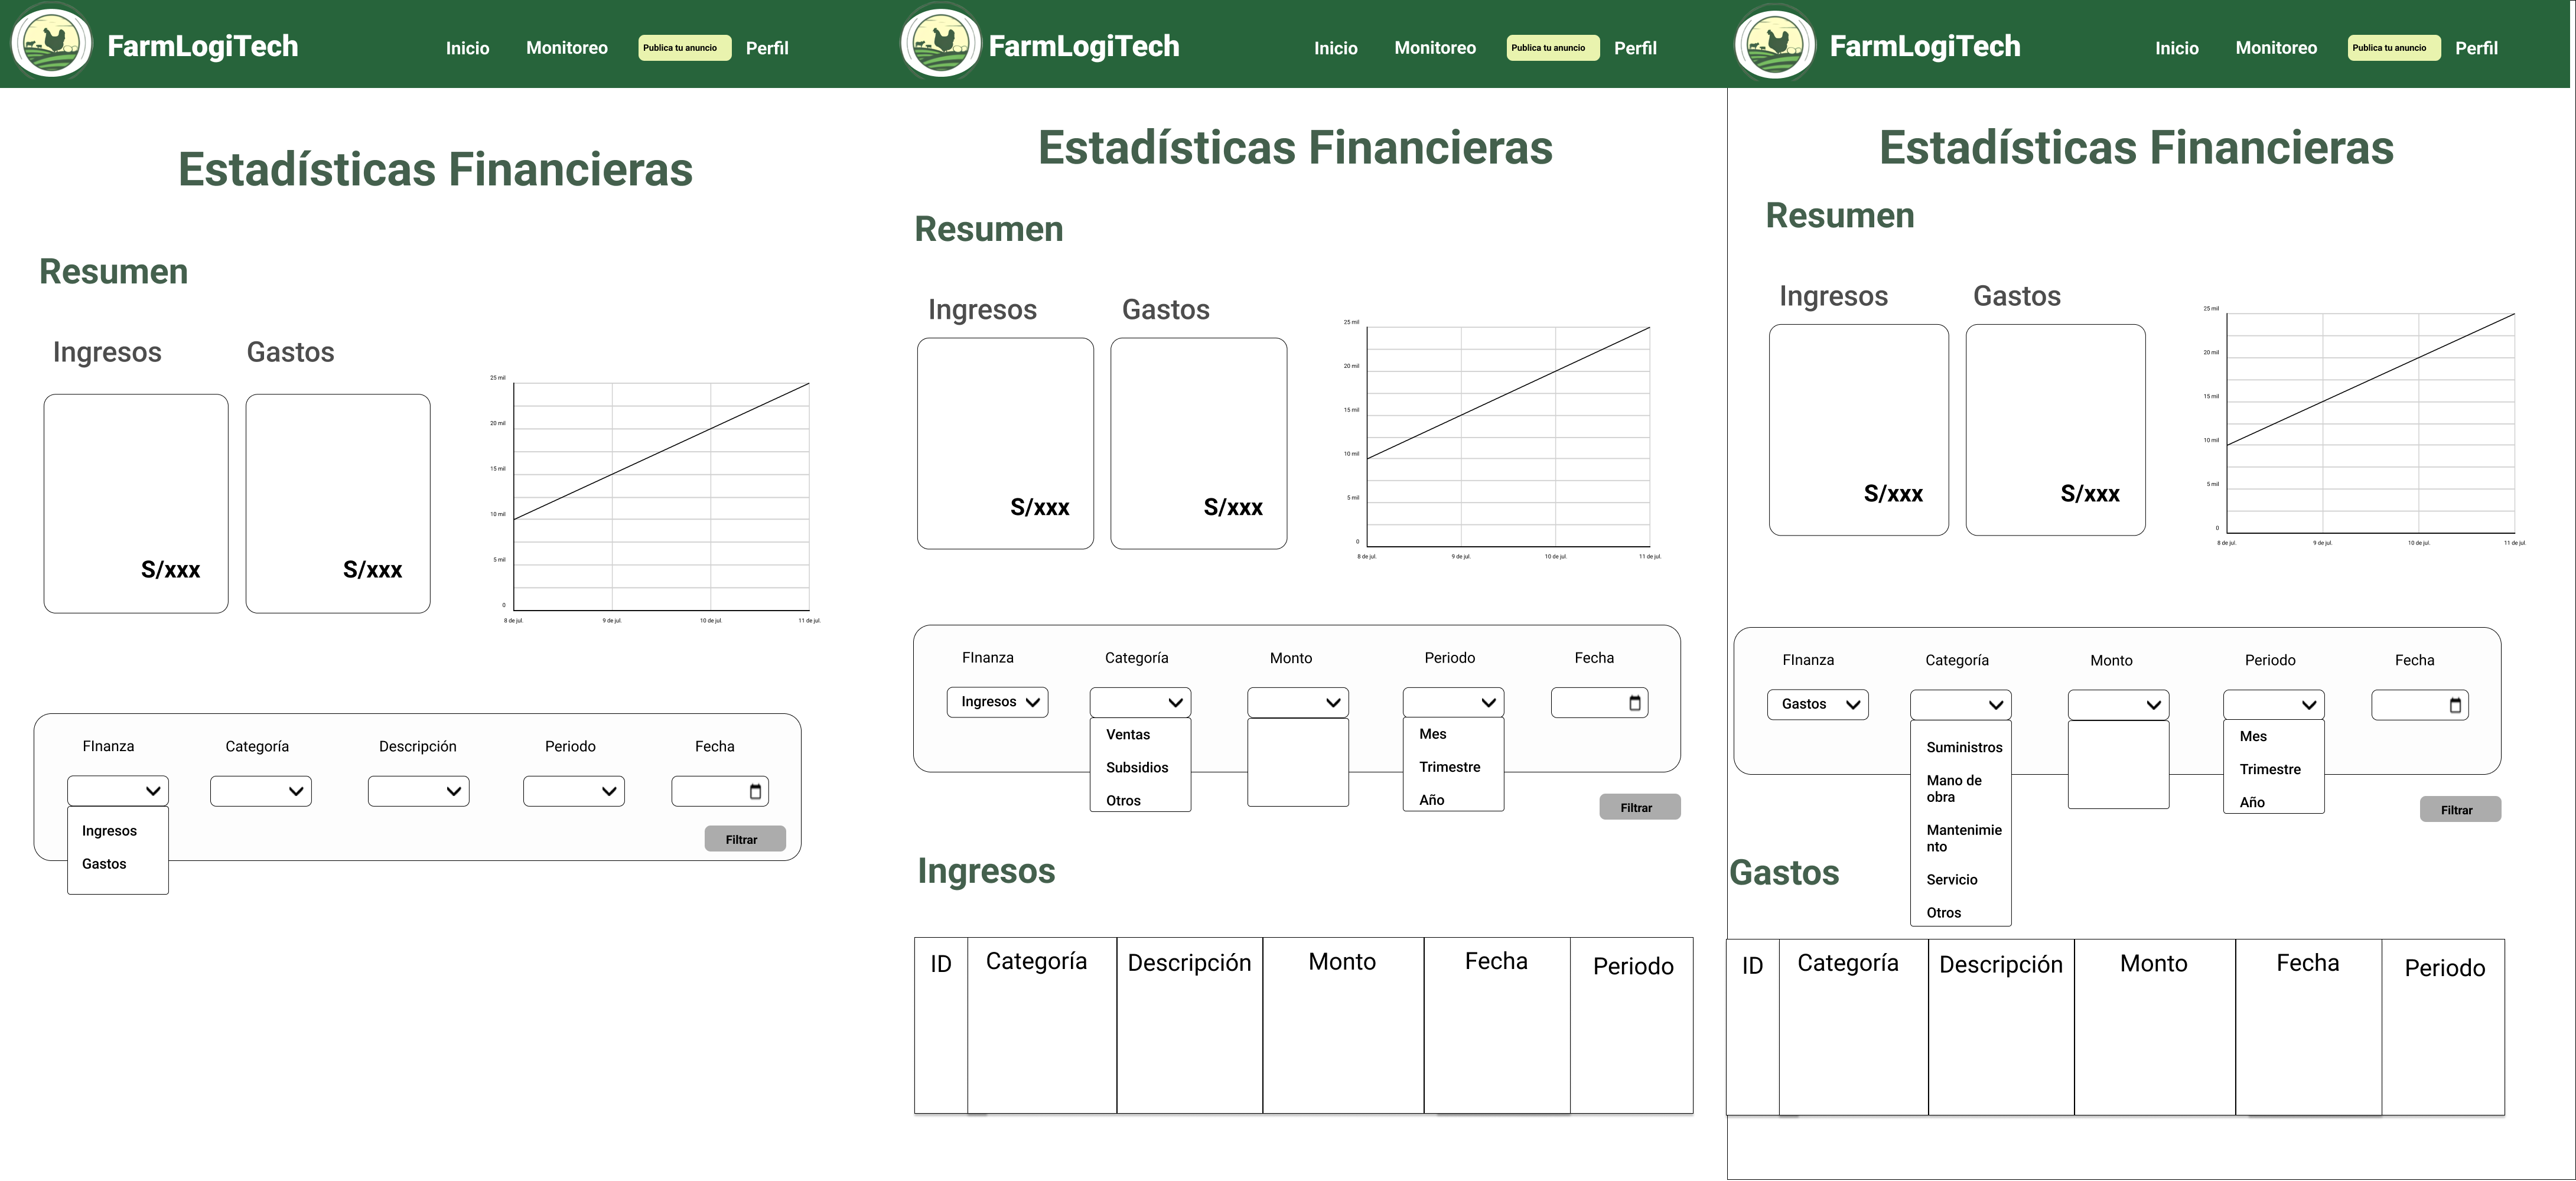 FarmLogiTech
Inicio Monitoreo Publica tu anuncio Perfil
Estadísticas Financieras
Resumen
Ingresos Gastos
S/xxx S/xxx
25 mil
20 mil
15 mil
10 mil
5 mil
0
8 de jul. 9 de jul. 10 de jul. 11 de jul.
FInanza Categoría Descripción Periodo Fecha
Ingresos
Gastos
Filtrar
FarmLogiTech
Inicio Monitoreo Publica tu anuncio Perfil
Estadísticas Financieras
Resumen
Ingresos Gastos
S/xxx S/xxx
25 mil
20 mil
15 mil
10 mil
5 mil
0
8 de jul. 9 de jul. 10 de jul. 11 de jul.
FInanza Categoría Monto Periodo Fecha
Ingresos
Ventas Mes
Subsidios Trimestre
Otros Año
Filtrar
Ingresos
ID Categoría Descripción Monto Fecha Periodo
FarmLogiTech
Inicio Monitoreo Publica tu anuncio Perfil
Estadísticas Financieras
Resumen
Ingresos Gastos
S/xxx S/xxx
25 mil
20 mil
15 mil
10 mil
5 mil
0
8 de jul. 9 de jul. 10 de jul. 11 de jul.
FInanza Categoría Monto Periodo Fecha
Gastos
Suministros
Mano de
obra
Mantenimie
nto
Servicio
Otros
Mes
Trimestre
Año
Filtrar
Gastos
ID Categoría Descripción Monto Fecha Periodo